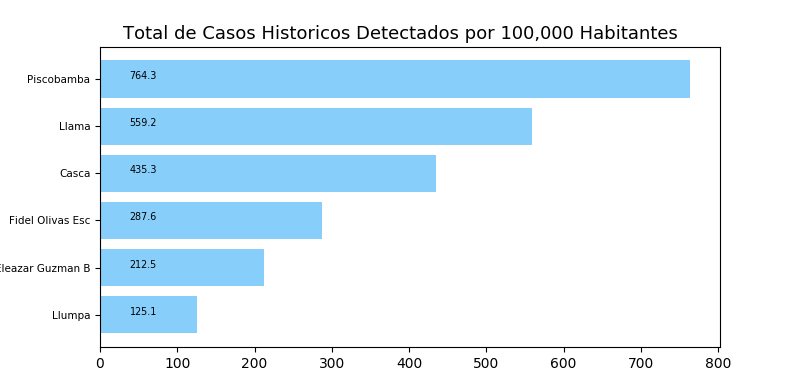 Total de Casos Historicos Detectados por 100,000 Habitantes
Piscobamba 764.3
Llama 559.2
Casca 435.3
Fidel Olivas Esc 287.6
Guzman B 212.5
Llumpa 125.1
0 100 200 300 400 500 600 700 800